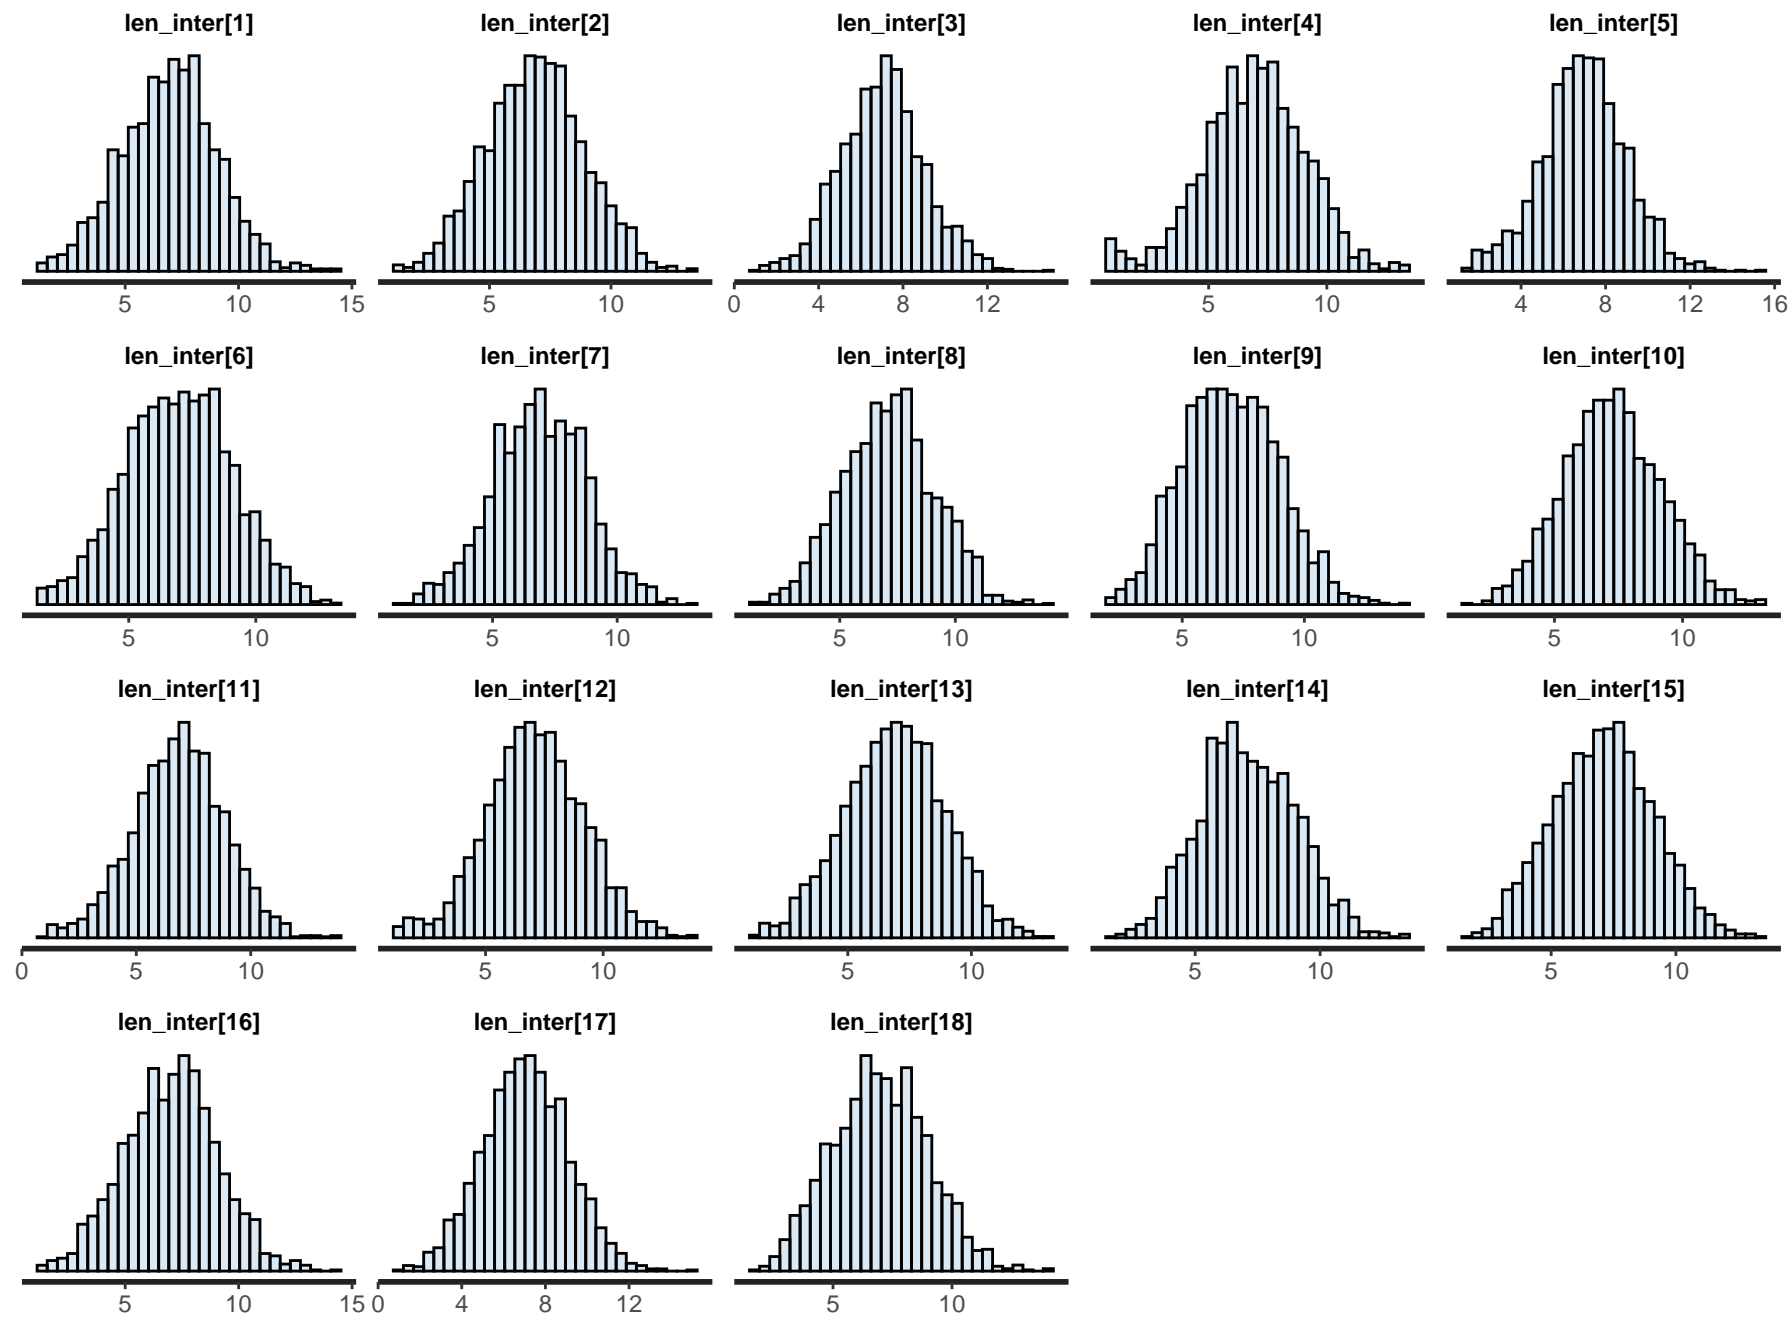 len_inter[1] len_inter[2] len_inter[3] len_inter[4] len_inter[5]
5 10 15 5 10 0 4 8 12 5 10 4 8 12 16
len_inter[6] len_inter[7] len_inter[8] len_inter[9] len_inter[10]
5 10 5 10 5 10 5 10 5 10
len_inter[11] len_inter[12] len_inter[13] len_inter[14] len_inter[15]
0 5 10 5 10 5 10 5 10 5 10
len_inter[16] len_inter[17] len_inter[18]
5 10 15 0 4 8 12 5 10